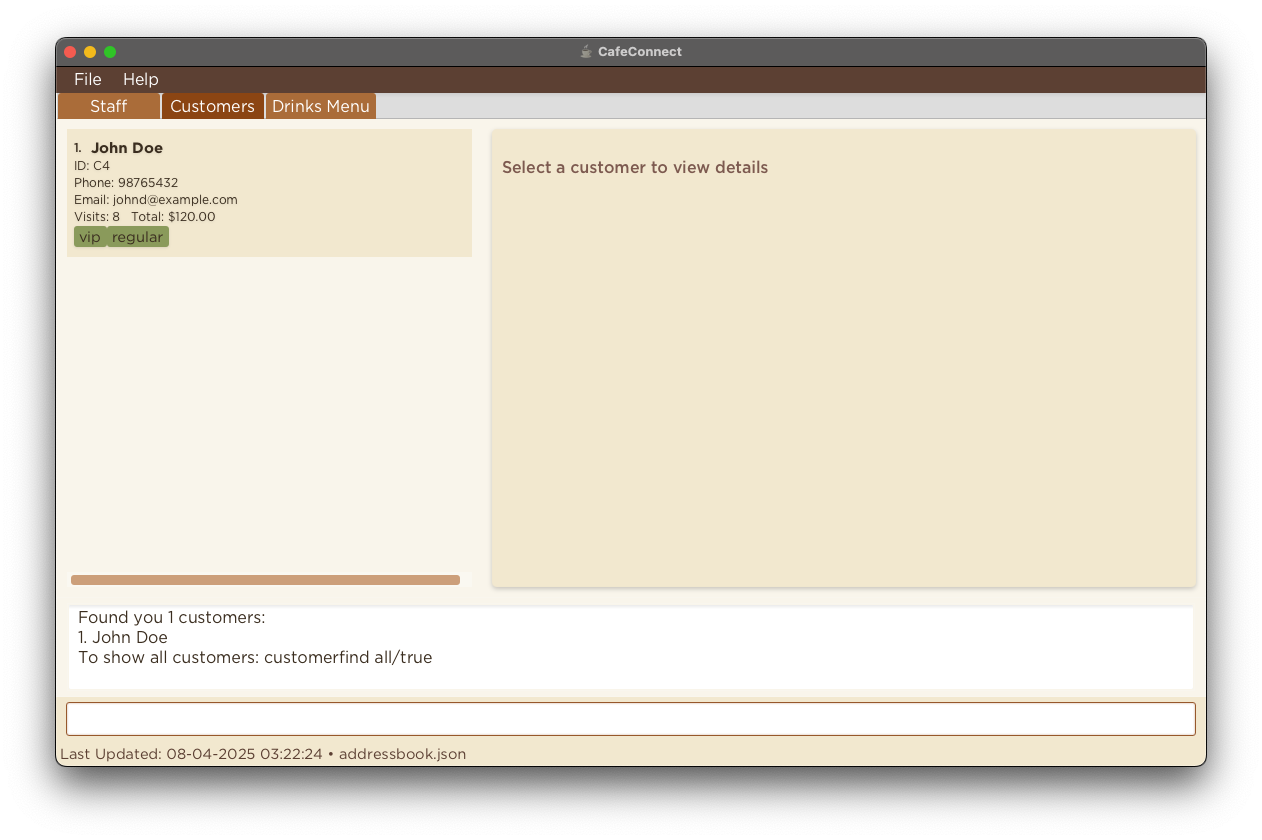 CafeConnect
File Help
Staff Customers Drinks Menu
1. John Doe
ID: C4
Phone: 98765432
Email: johnd@example.com
Visits: 8 Total: $120.00
vip regular
Select a customer to view details
Found you 1 customers:
1. John Doe
To show all customers: customerfind all/true
Last Updated: 08-04-2025 03:22:24 • addressbook.json